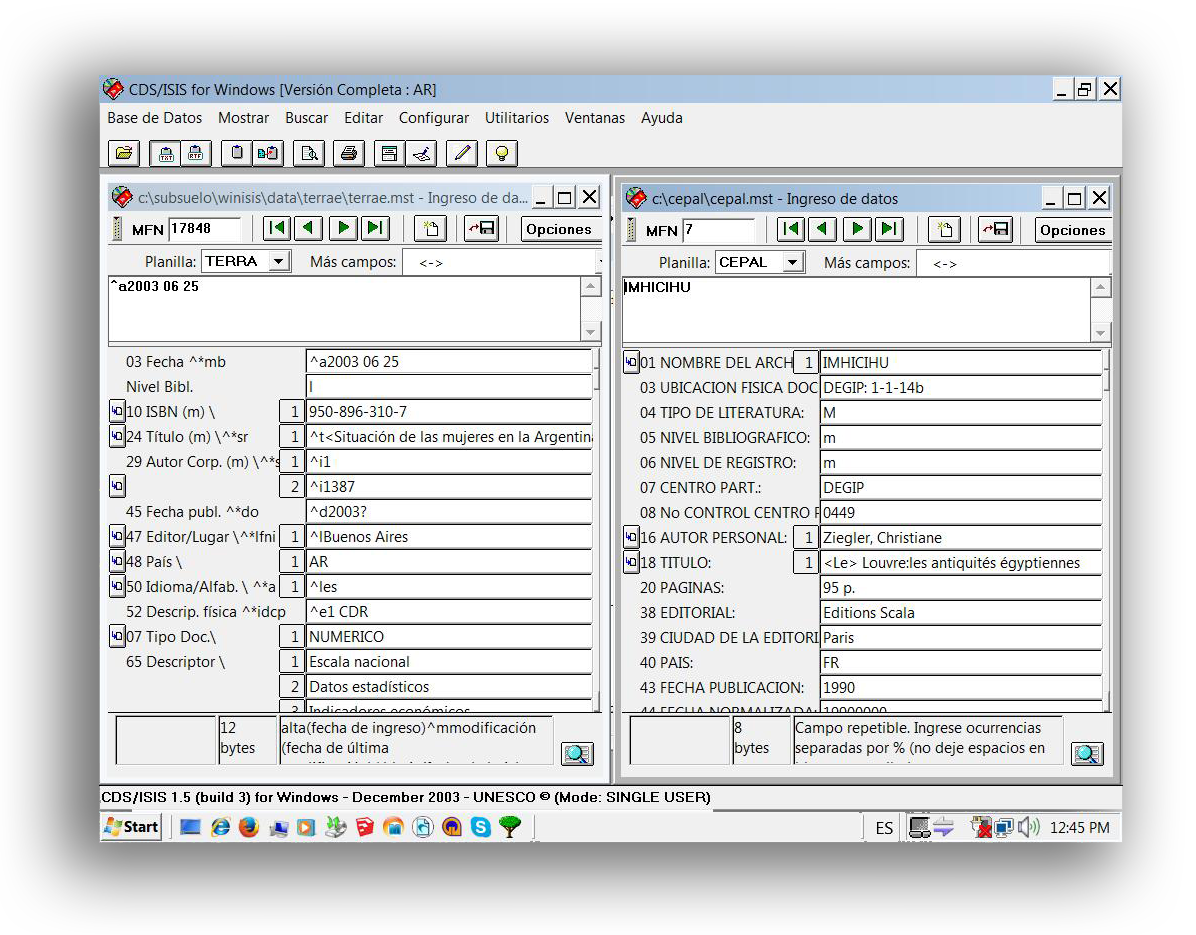 CDS/ISIS for Windows [Versión Completa : AR]
Base de Datos Mostrar Buscar Editar Configurar Utilitarios Ventanas Ayuda
TXT RTF
c:\subsuelo\winisis\data\terrae\terrae.mst - Ingreso de da...
MFN 17848 Opciones
Planilla: TERRA Más campos: <->
^a2003 06 25
03 Fecha ^*mb ^a2003 06 25
Nivel Bibl. l
10 ISBN (m) \ 1 950-896-310-7
24 Título (m) \^*sr 1 ^t<Situación de las mujeres en la Argentin
29 Autor Corp. (m) \^*s 1 ^i1
2 ^i1387
45 Fecha publ. ^*do ^d2003?
47 Editor/Lugar \^*lfni 1 ^lBuenos Aires
48 País \ 1 AR
50 Idioma/Alfab. \ ^*a 1 ^les
52 Descrip. física ^*idcp ^e1 CDR
07 Tipo Doc.\ 1 NUMERICO
65 Descriptor \ 1 Escala nacional
2 Datos estadísticos
3 Indicadores económicos
12 bytes
alta(fecha de ingreso)^mmodificación
(fecha de última
c:\cepal\cepal.mst - Ingreso de datos
MFN 7 Opciones
Planilla: CEPAL Más campos: <->
IMHICIHU
01 NOMBRE DEL ARCH 1 IMHICIHU
03 UBICACION FISICA DOC DEGIP: 1-1-14b
04 TIPO DE LITERATURA: M
05 NIVEL BIBLIOGRAFICO: m
06 NIVEL DE REGISTRO: m
07 CENTRO PART.: DEGIP
08 No CONTROL CENTRO P 0449
16 AUTOR PERSONAL: 1 Ziegler, Christiane
18 TITULO: 1 <Le> Louvre:les antiquités égyptiennes
20 PAGINAS: 95 p.
38 EDITORIAL: Editions Scala
39 CIUDAD DE LA EDITORI Paris
40 PAIS: FR
43 FECHA PUBLICACION: 1990
44 FECHA NORMALIZADA: 19900000
8 bytes
Campo repetible. Ingrese ocurrencias
separadas por % (no deje espacios en
CDS/ISIS 1.5 (build 3) for Windows - December 2003 - UNESCO © (Mode: SINGLE USER)
Start ES 12:45 PM